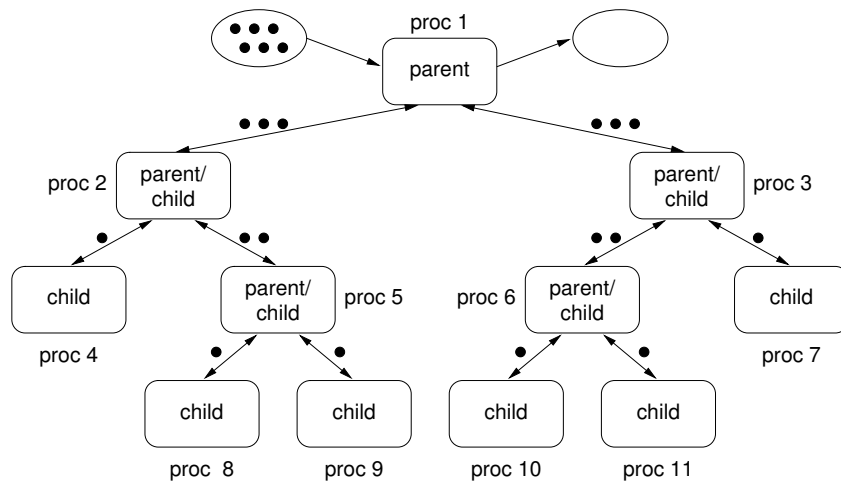 proc 1
parent
proc 2
parent/
child
parent/
child
proc 3
child
parent/
child
proc 5
proc 6
parent/
child
child
proc 4
proc 7
child
child
child
child
proc 8
proc 9
proc 10
proc 11